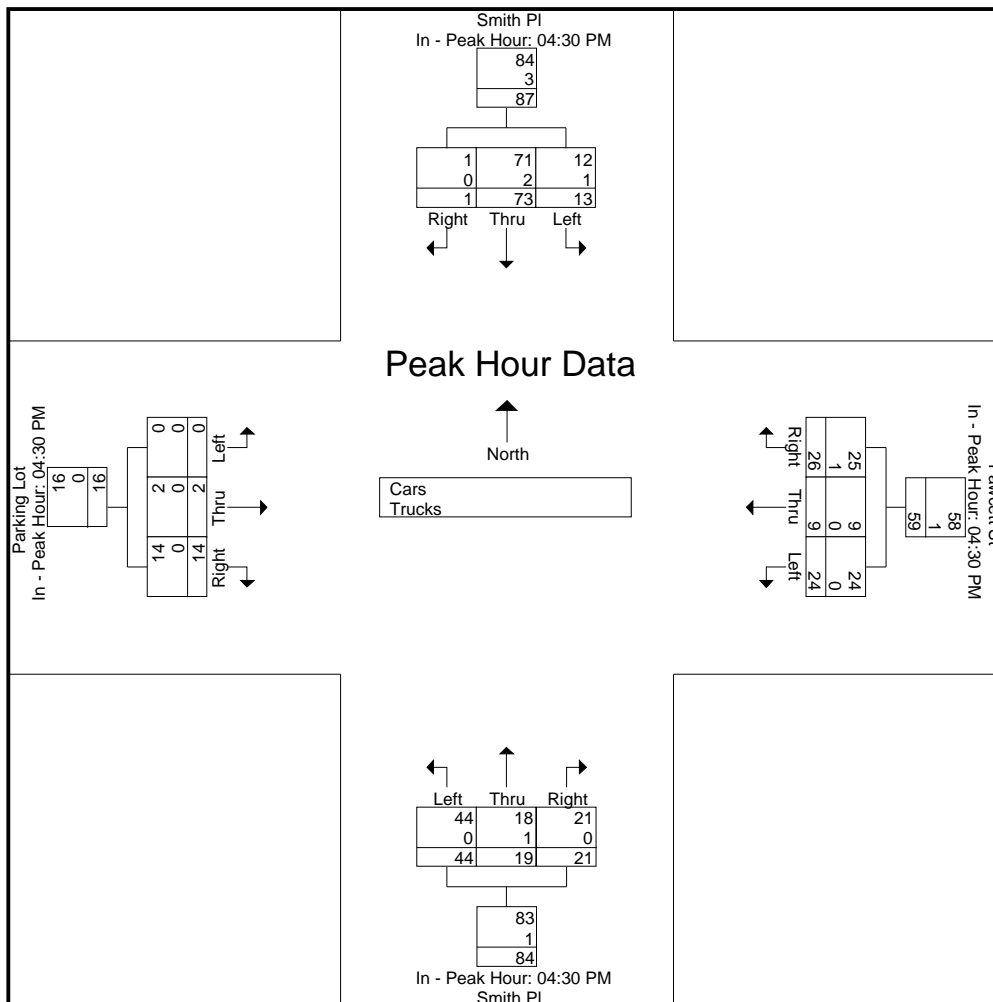 Smith Pl
In - Peak Hour: 04:30 PM
84
3
87
1 71 12
0 2 1
1 73 13
Right Thru Left
Peak Hour Data
North
Cars
Trucks
Parking Lot
In - Peak Hour: 04:30 PM
16
0
16
0 0 0
Left
2 0 2
Thru
14 0 14
Right
Right
26 1 25
Thru
9 0 9
Left
24 0 24
58
1
59
In - Peak Hour: 04:30 PM
Left Thru Right
44 18 21
0 1 0
44 19 21
83
1
84
In - Peak Hour: 04:30 PM
Smith Pl